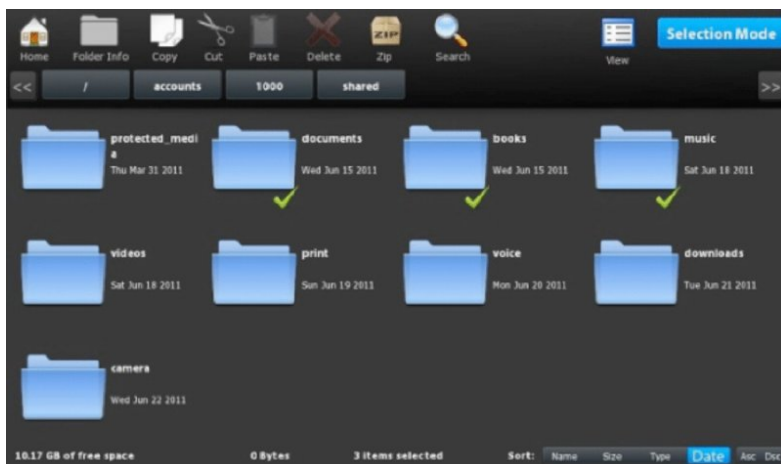 ZIP
Selection Mode
Home Folder Info Copy Cut Paste Delete Zip Search View
<< / accounts 1000 shared >>
protected_medi
a
Thu Mar 31 2011
documents
Wed Jun 15 2011
books
Wed Jun 15 2011
music
Sat Jun 18 2011
videos
Sat Jun 18 2011
print
Sun Jun 19 2011
voice
Mon Jun 20 2011
downloads
Tue Jun 21 2011
camera
Wed Jun 22 2011
10.17 GB of free space 0 Bytes 3 items selected Sort: Name Size Type Date Asc Dsc